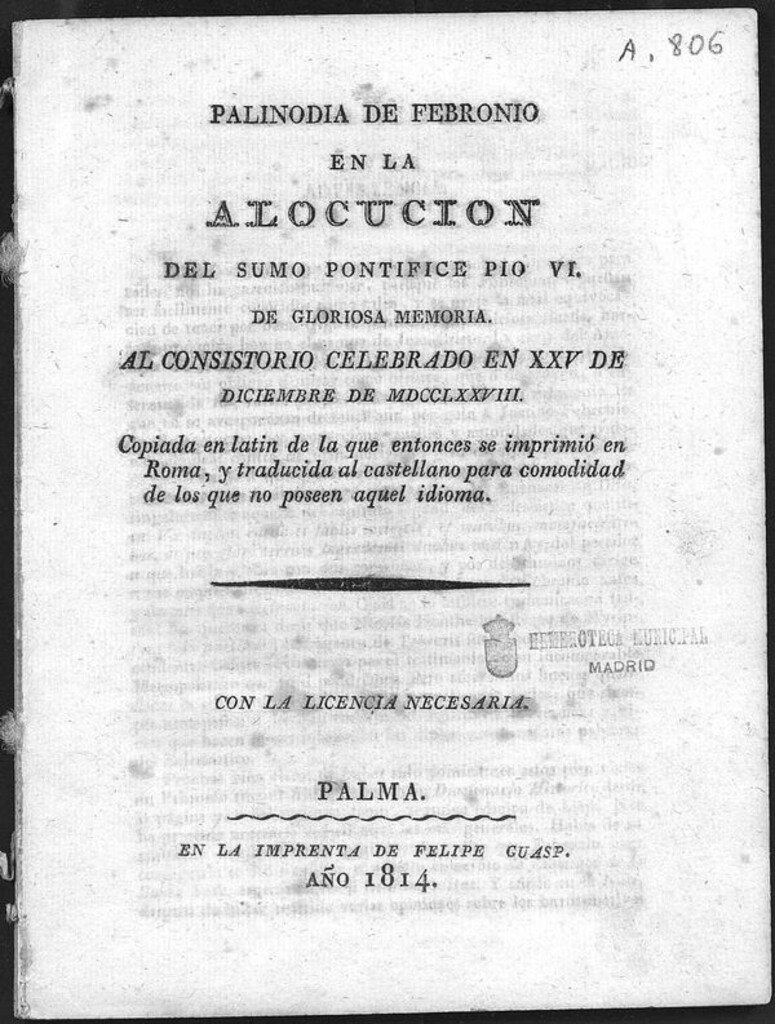 A. 806
PALINODIA DE FEBRONIO
EN LA
ALOCUCION
DEL SUMO PONTIFICE PIO VI.
DE GLORIOSA MEMORIA.
AL CONSISTORIO CELEBRADO EN XXV DE
DICIEMBRE DE MDCCLXXVIII.
Copiada en latin de la que entonces se imprimió en
Roma, y traducida al castellano para comodidad
de los que no poseen aquel idioma.
HEMEROTECA MUNICIPAL
MADRID
CON LA LICENCIA NECESARIA.
PALMA.
EN LA IMPRENTA DE FELIPE GUASP.
AÑO 1814.